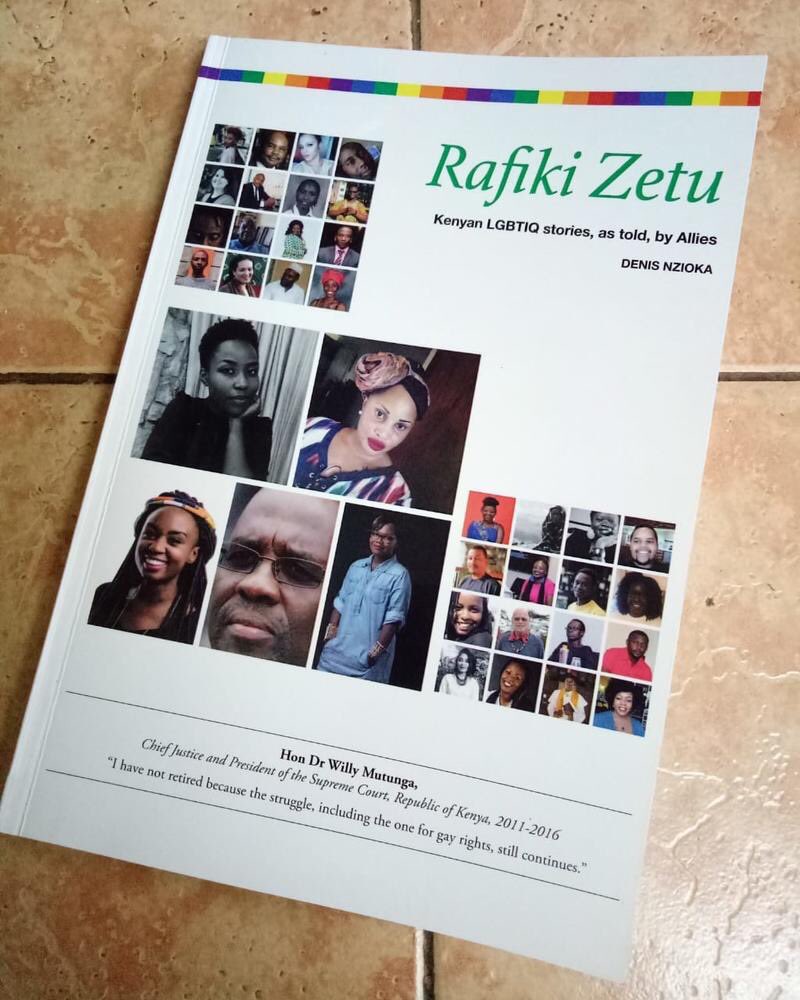 Rafiki Zetu
Kenyan LGBTIQ stories, as told, by Allies
DENIS NZIOKA
Hon Dr Willy Mutunga,
Chief Justice and President of the Supreme Court, Republic of Kenya, 2011-2016
“I have not retired because the struggle, including the one for gay rights, still continues.”